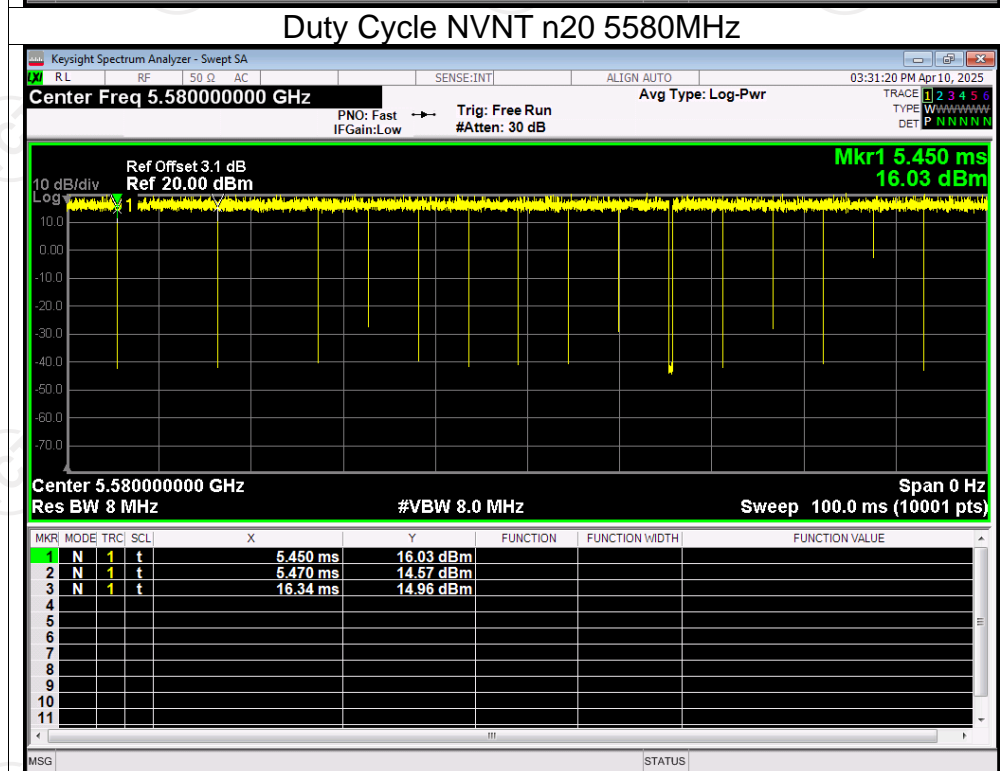 Duty Cycle NVNT n20 5580MHz
Keysight Spectrum Analyzer - Swept SA
LXI RL RF 50 Ω AC SENSE:INT ALIGN AUTO 03:31:20 PM Apr 10, 2025
Center Freq 5.580000000 GHz Avg Type: Log-Pwr TRACE 1 2 3 4 5 6
PNO: Fast Trig: Free Run TYPE WWWWWW
IFGain:Low #Atten: 30 dB DET P N N N N N
Mkr1 5.450 ms
Ref Offset 3.1 dB
10 dB/div Ref 20.00 dBm 16.03 dBm
Log
1
10.0
0.00
-10.0
-20.0
-30.0
-40.0
-50.0
-60.0
-70.0
Center 5.580000000 GHz Span 0 Hz
Res BW 8 MHz #VBW 8.0 MHz Sweep 100.0 ms (10001 pts)
MKR MODE TRC SCL X Y FUNCTION FUNCTION WIDTH FUNCTION VALUE
1 N 1 t 5.450 ms 16.03 dBm
2 N 1 t 5.470 ms 14.57 dBm
3 N 1 t 16.34 ms 14.96 dBm
4
5
6
7
8
9
10
11
MSG STATUS